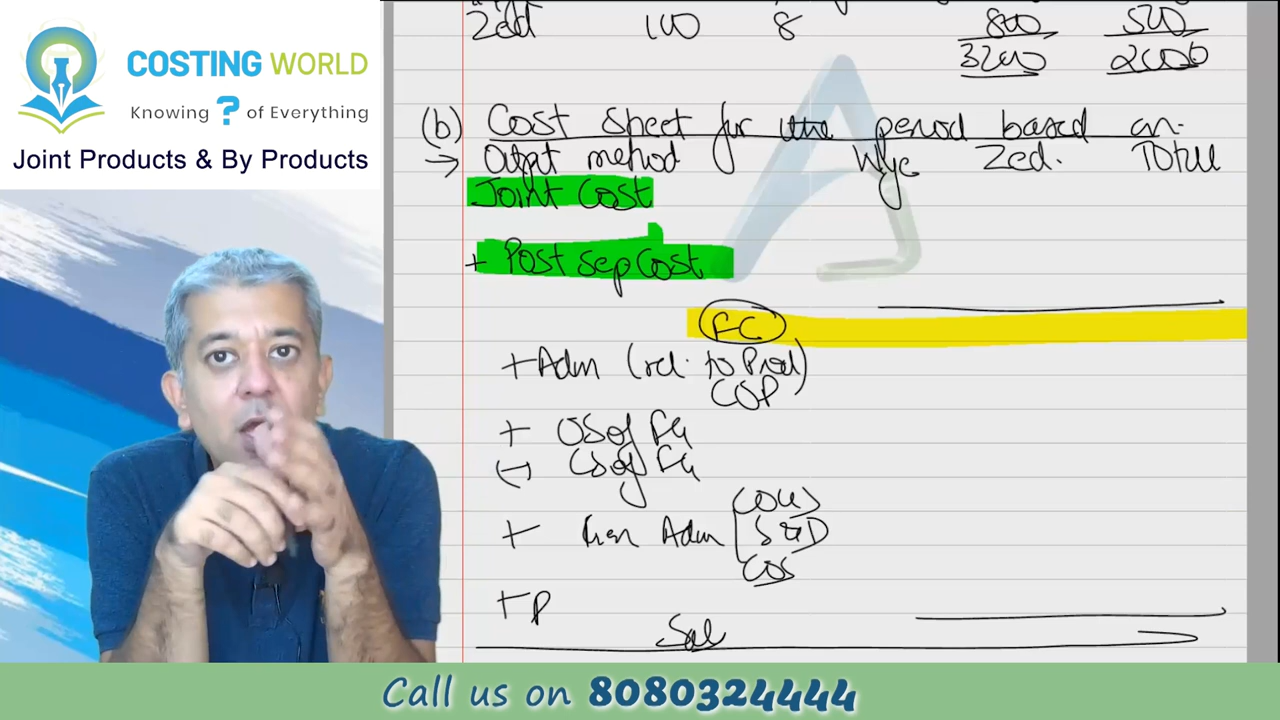 COSTING WORLD
Knowing ? of Everything
Joint Products & By Products
Zed 100 8 800 500
3200 2000
(b) Cost Sheet for the period based on
→ Output method Wye Zed. Total
Joint Cost
+ Post Sep Cost
FC
+ Adm (rel. to Prod)
COP
+ OS of FG
(-) CS of FG
COGS
+ Gen Adm S&D
COS
+ P
Sale
Call us on 8080324444